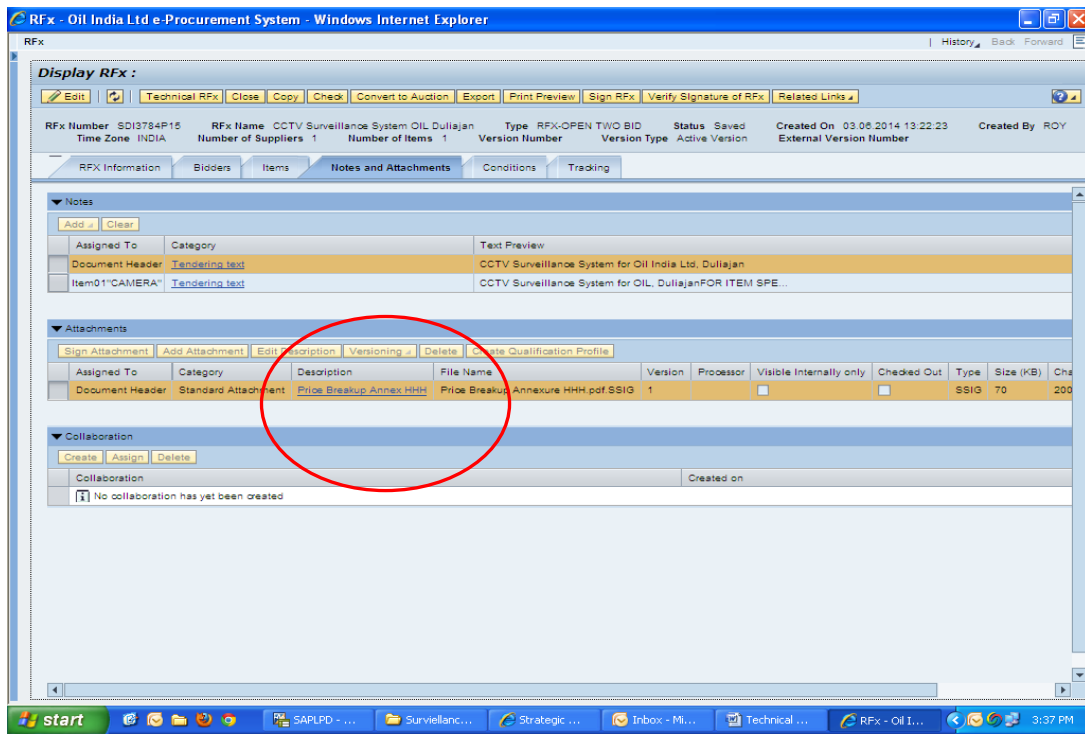 RFx - Oil India Ltd e-Procurement System - Windows Internet Explorer
RFx | History Back Forward
Display RFx :
Edit | Technical RFx Close Copy Check Convert to Auction Export Print Preview Sign RFx Verify Signature of RFx Related Links
RFx Number SDI3784P15 RFx Name CCTV Surveillance System OIL Duliajan Type RFX-OPEN TWO BID Status Saved Created On 03.06.2014 13:22:23 Created By ROY
Time Zone INDIA Number of Suppliers 1 Number of Items 1 Version Number Version Type Active Version External Version Number
RFX Information Bidders Items Notes and Attachments Conditions Tracking
Notes
Add Clear
Assigned To Category Text Preview
Document Header Tendering text CCTV Surveillance System for Oil India Ltd, Duliajan
Item01"CAMERA" Tendering text CCTV Surveillance System for OIL, DuliajanFOR ITEM SPE...
Attachments
Sign Attachment Add Attachment Edit Description Versioning Delete Create Qualification Profile
Assigned To Category Description File Name Version Processor Visible Internally only Checked Out Type Size (KB) Cha
Document Header Standard Attachment Price Breakup Annex HHH Price Breakup Annexure HHH.pdf.SSIG 1 SSIG 70 200
Collaboration
Create Assign Delete
Collaboration Created on
No collaboration has yet been created
start SAPLPD - ... Surviellanc... Strategic ... Inbox - Mi... Technical ... RFx - Oil I... 3:37 PM